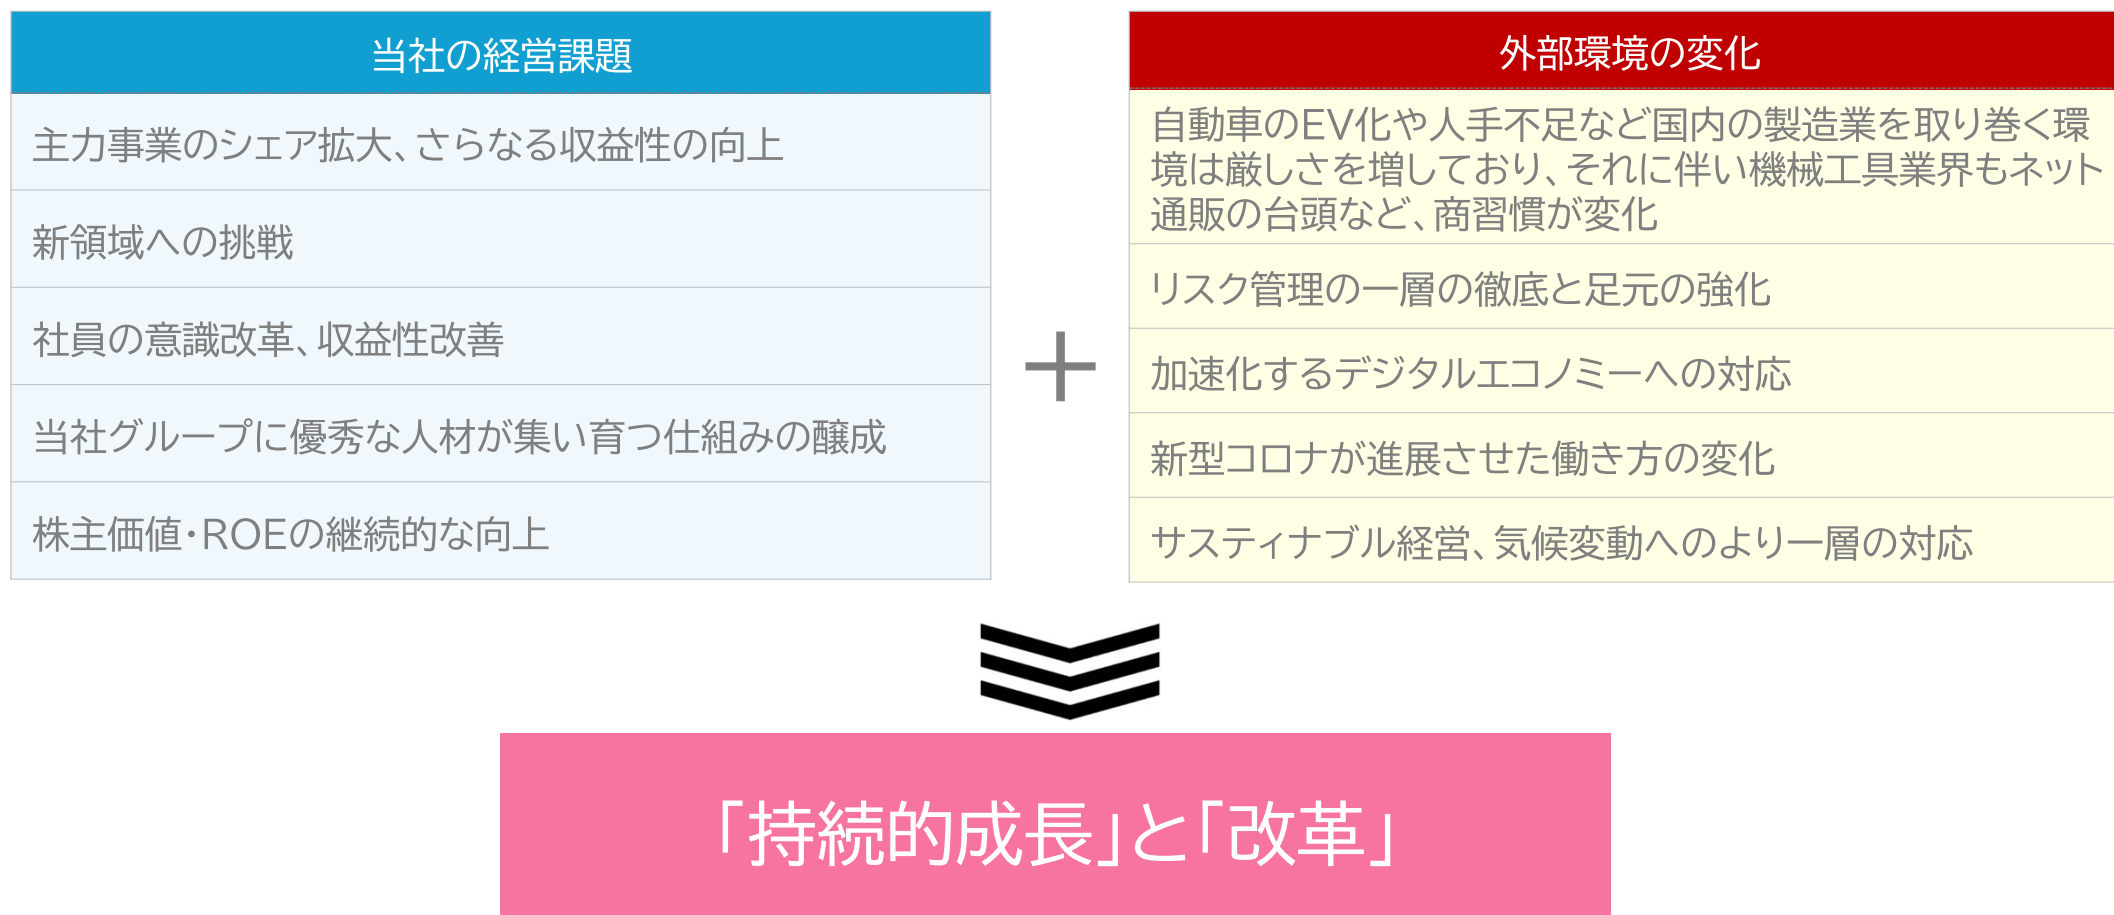 当社の経営課題
主力事業のシェア拡大、さらなる収益性の向上
新領域への挑戦
社員の意識改革、収益性改善
当社グループに優秀な人材が集い育つ仕組みの醸成
株主価値・ROEの継続的な向上
＋
外部環境の変化
自動車のEV化や人手不足など国内の製造業を取り巻く環
境は厳しさを増しており、それに伴い機械工具業界もネット
通販の台頭など、商習慣が変化
リスク管理の一層の徹底と足元の強化
加速化するデジタルエコノミーへの対応
新型コロナが進展させた働き方の変化
サスティナブル経営、気候変動へのより一層の対応
「持続的成長」と「改革」